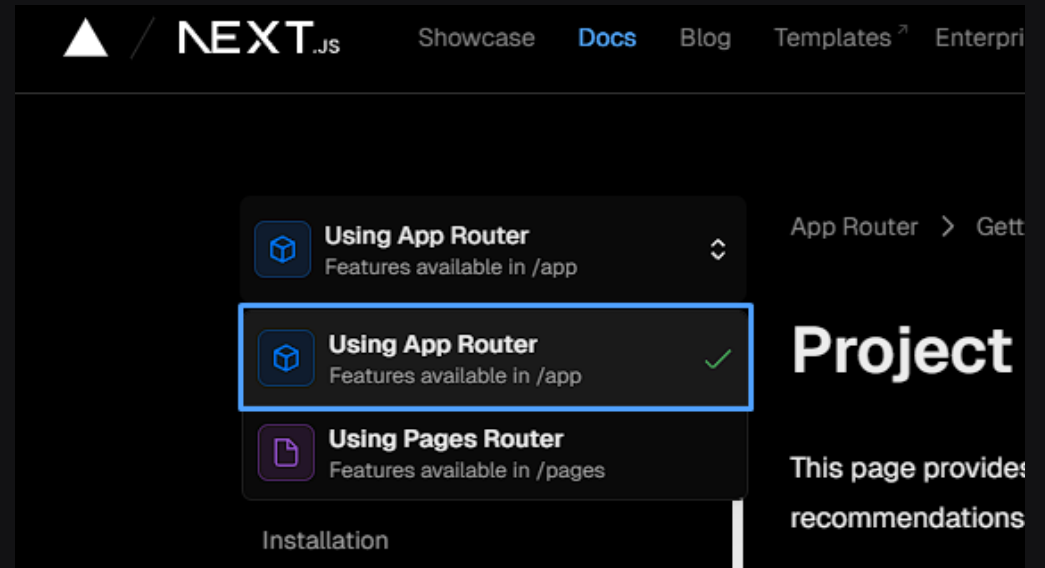 NEXT.JS Showcase Docs Blog Templates
Using App Router
Features available in /app
App Router > Gett
Using App Router
Features available in /app
Project
Using Pages Router
Features available in /pages
This page provides
recommendations
Installation